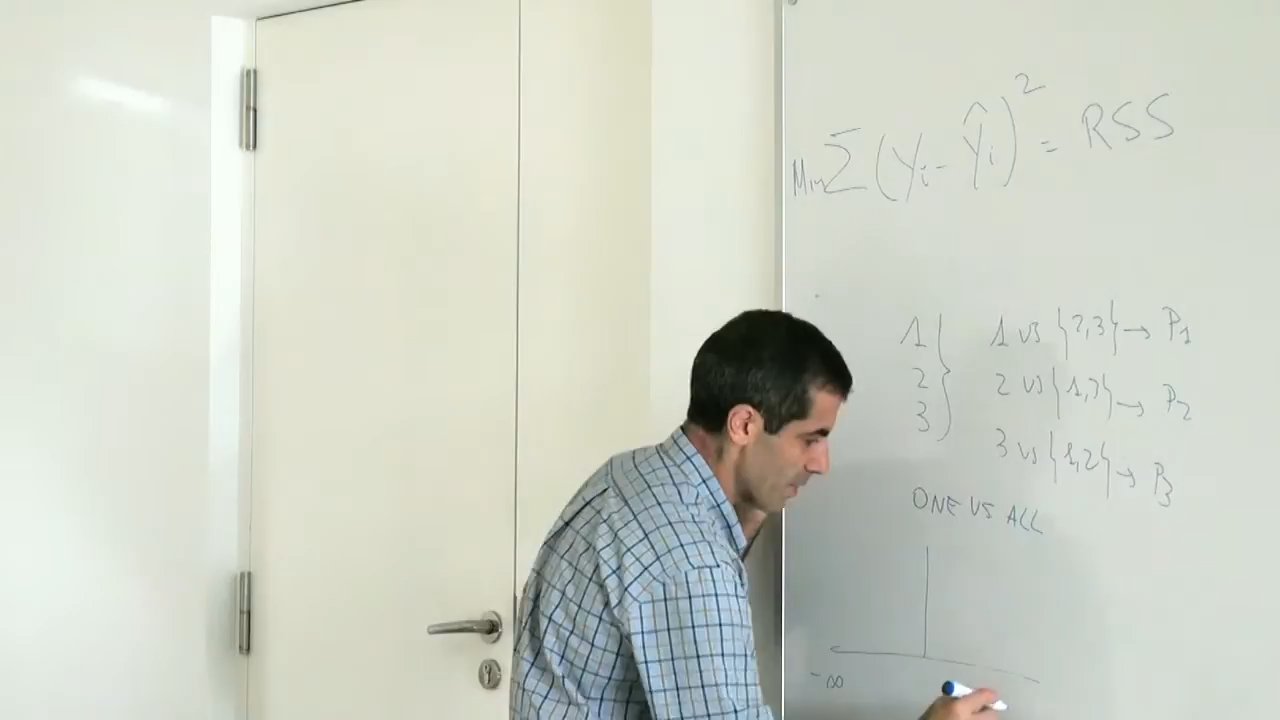 Min Σ (Yi - Ŷi)² = RSS
1 } 1 vs {2,3} → P1
2 } 2 vs {1,3} → P2
3 } 3 vs {1,2} → P3
ONE VS ALL
-∞